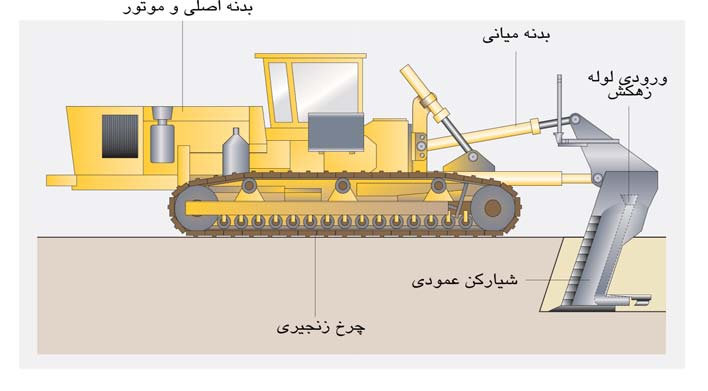 بدنه اصلی و موتور
بدنه میانی
ورودی لوله
زهکش
شیارکن عمودی
چرخ زنجیری